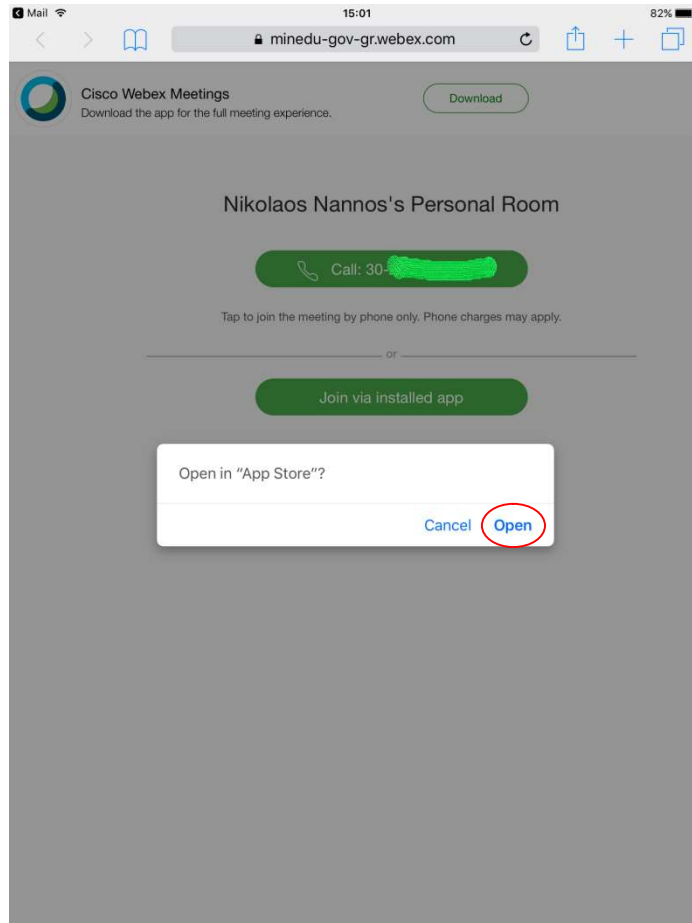 Mail 15:01 82%
minedu-gov-gr.webex.com
Cisco Webex Meetings
Download the app for the full meeting experience.
Download
Nikolaos Nannos's Personal Room
Call: 30-
Tap to join the meeting by phone only. Phone charges may apply.
or
Join via installed app
Open in “App Store”?
Cancel Open